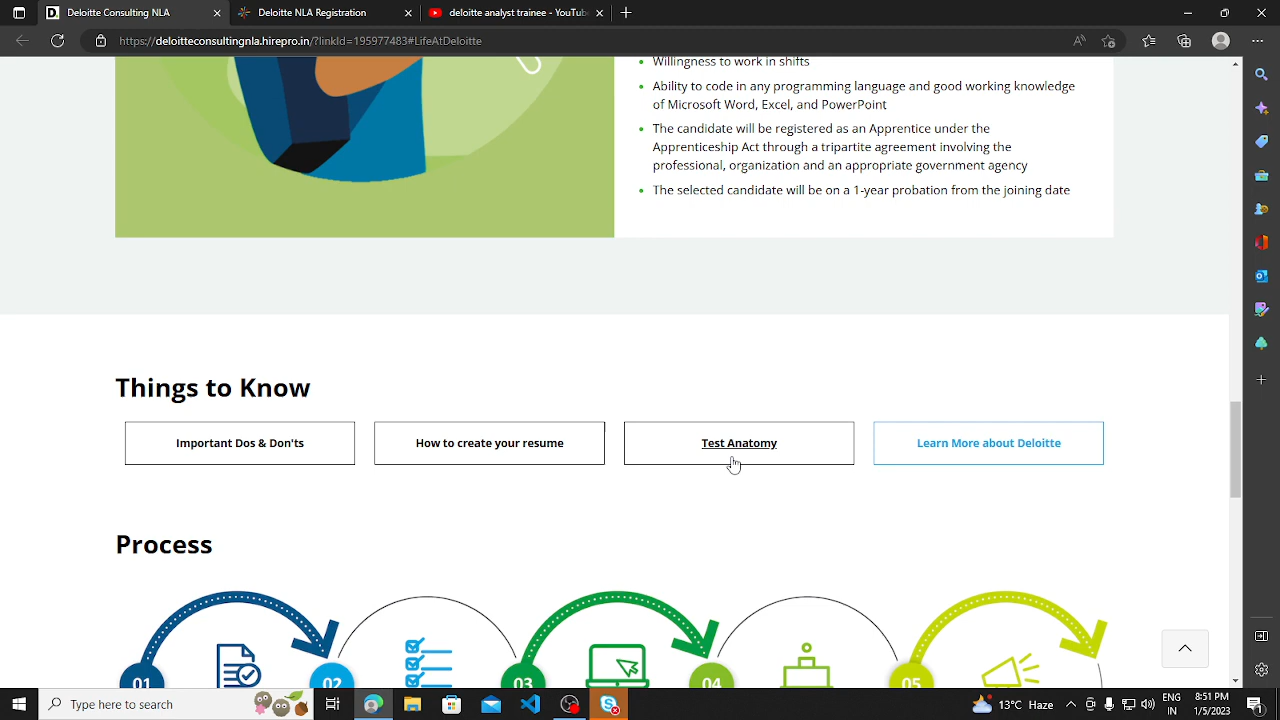 Deloitte Consulting NLA
Deloitte NLA Registration
deloitte analyst trainee - YouTube
https://deloitteconsultingnla.hirepro.in/?linkId=195977483#LifeAtDeloitte
Willingness to work in shifts
Ability to code in any programming language and good working knowledge
of Microsoft Word, Excel, and PowerPoint
The candidate will be registered as an Apprentice under the
Apprenticeship Act through a tripartite agreement involving the
professional, organization and an appropriate government agency
The selected candidate will be on a 1-year probation from the joining date
Things to Know
Important Dos & Don'ts
How to create your resume
Test Anatomy
Learn More about Deloitte
Process
01
02
03
04
05
Type here to search
13°C Haze
ENG
IN
8:51 PM
1/5/2023
1